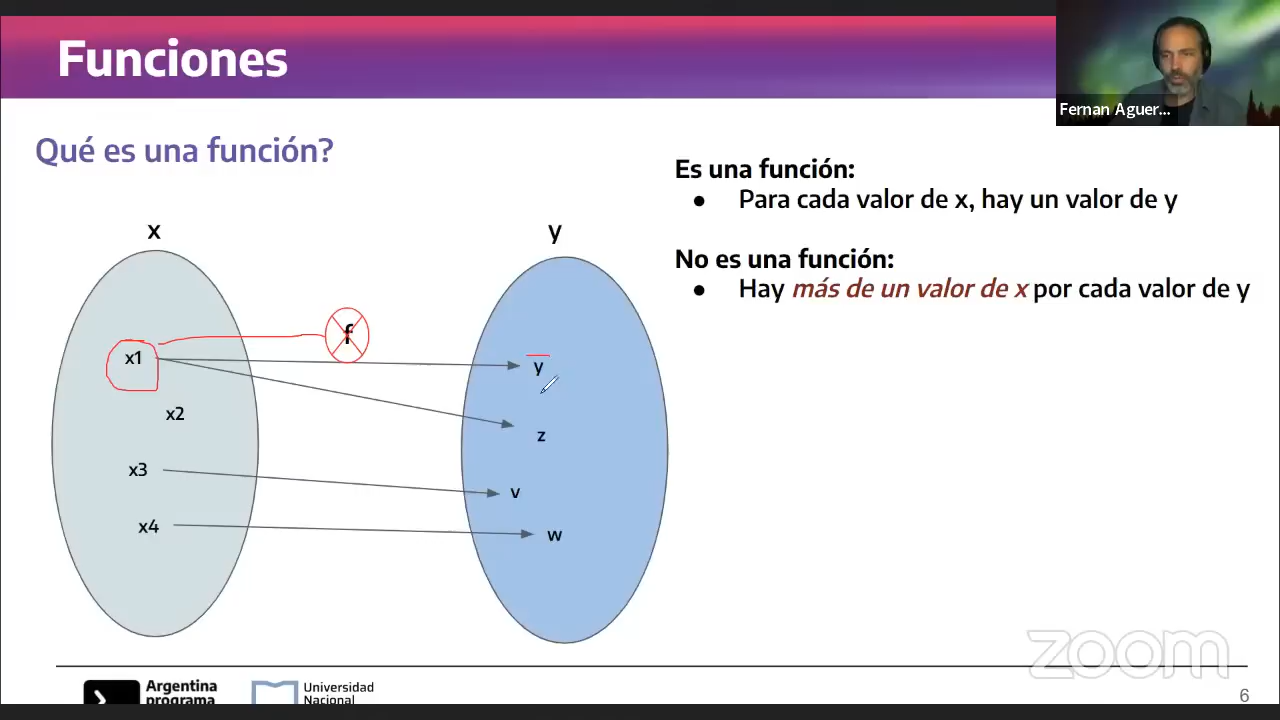 Funciones
Fernan Aguer...
Qué es una función?
Es una función:
● Para cada valor de x, hay un valor de y
No es una función:
● Hay más de un valor de x por cada valor de y
x
y
f
x1
y
x2
z
x3
v
x4
w
zoom
Argentina
programa
Universidad
Nacional
6